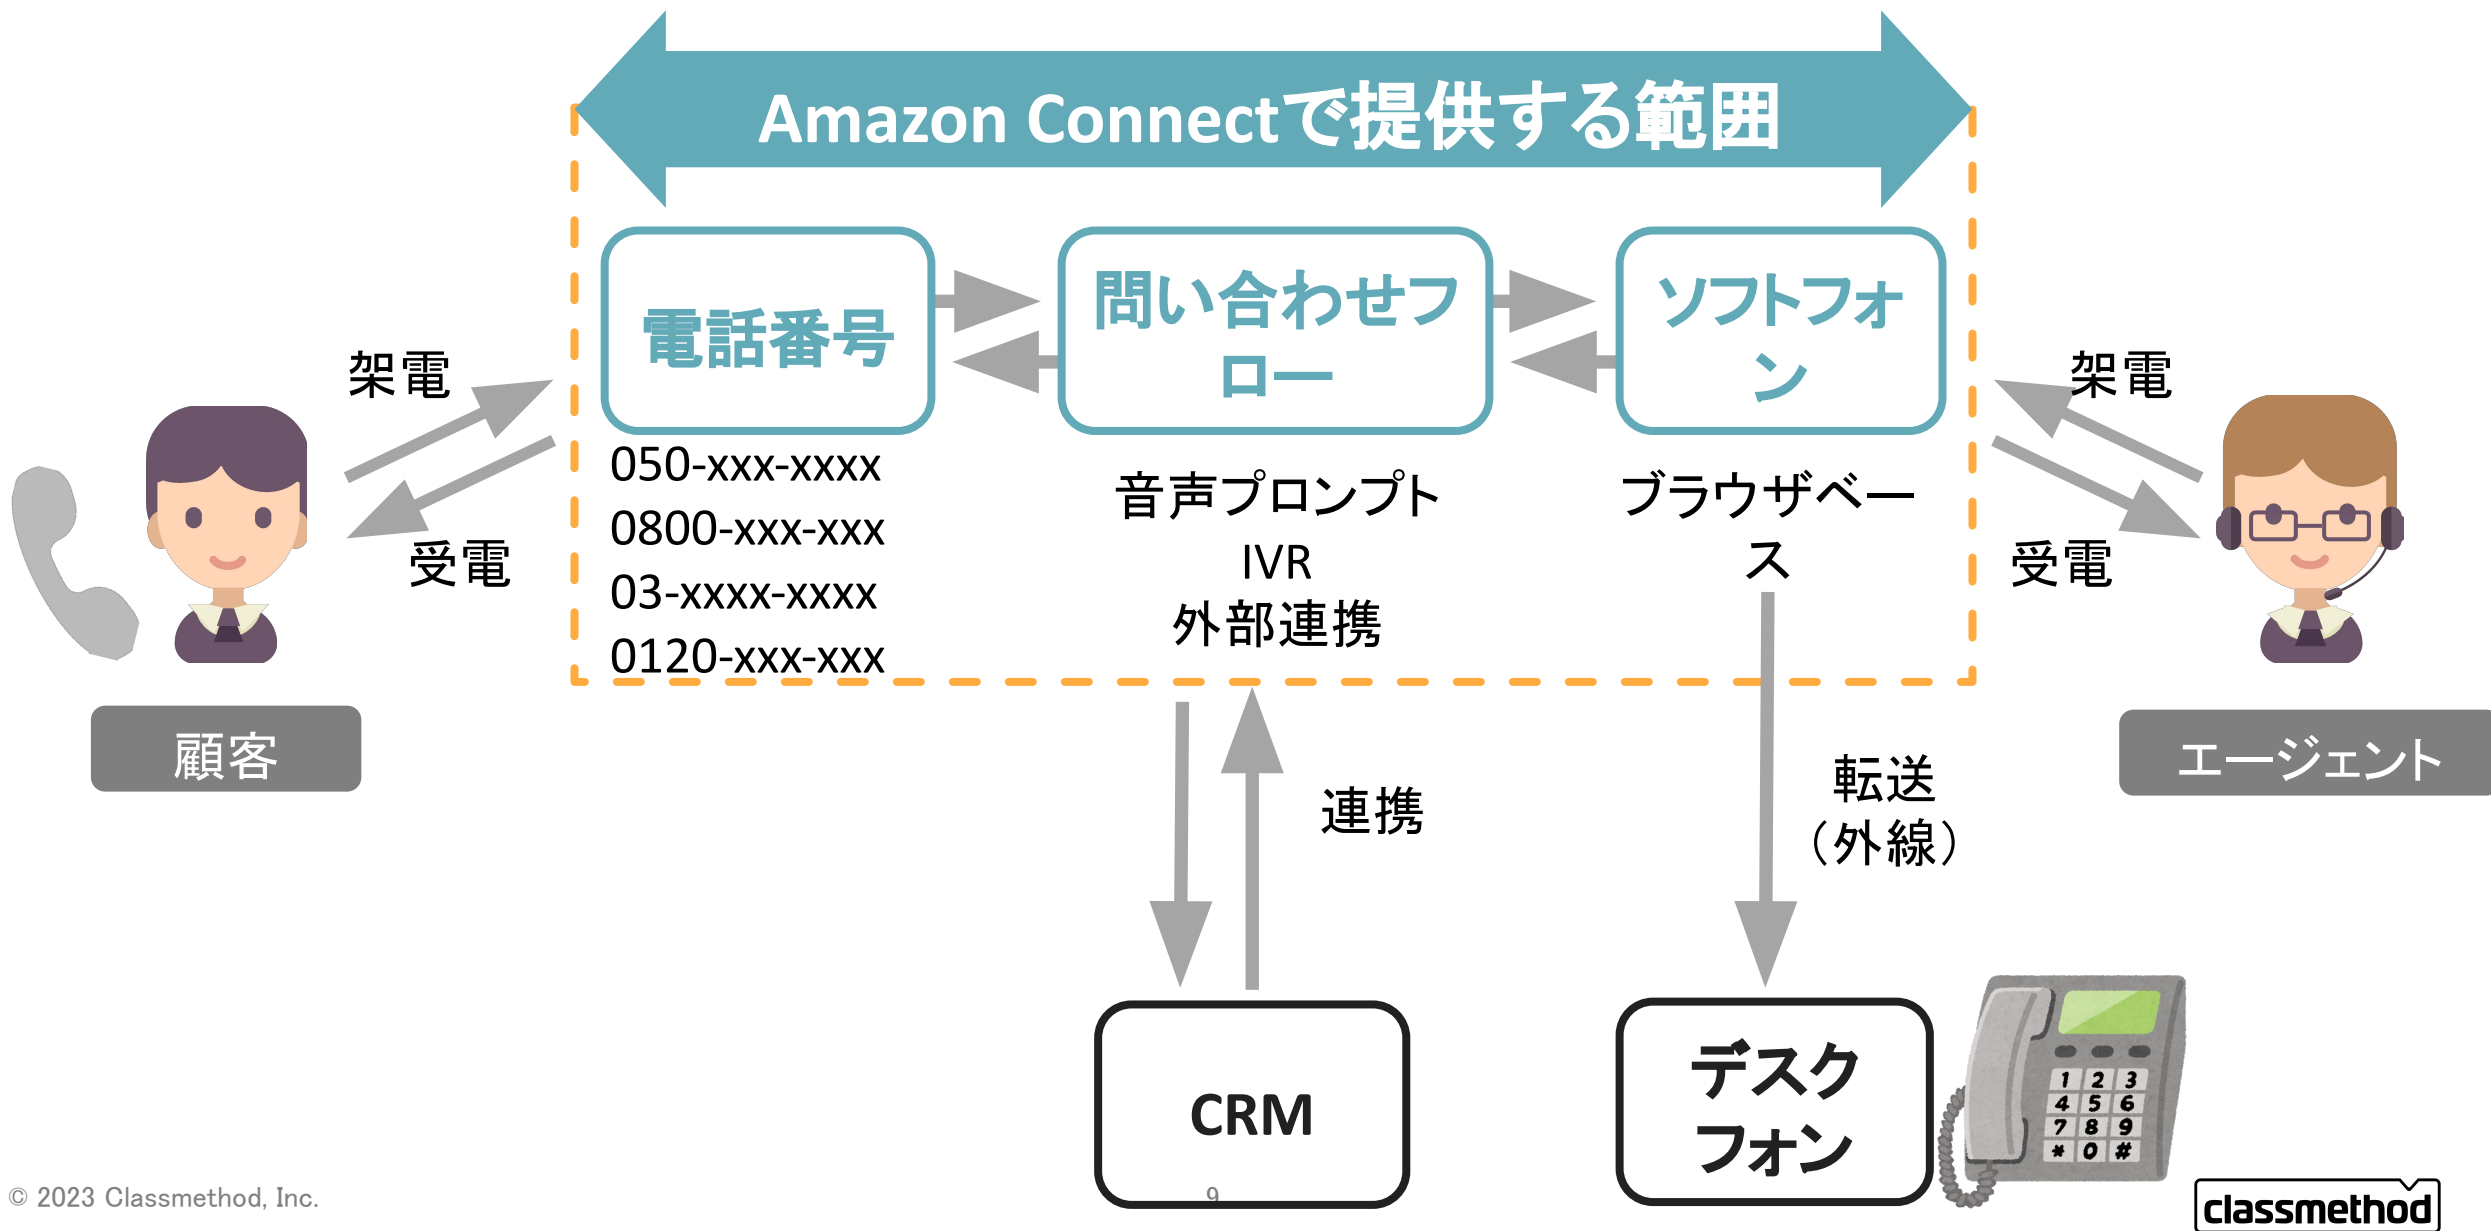 Amazon Connectで提供する範囲
電話番号
問い合わせフ
ロー
ソフトフォ
ン
架電
受電
050-xxx-xxxx
0800-xxx-xxx
03-xxxx-xxxx
0120-xxx-xxx
音声プロンプト
IVR
外部連携
ブラウザベー
ス
架電
受電
顧客
エージェント
連携
転送
（外線）
CRM
デスク
フォン
1 2 3
4 5 6
7 8 9
* 0 #
© 2023 Classmethod, Inc.
9
classmethod